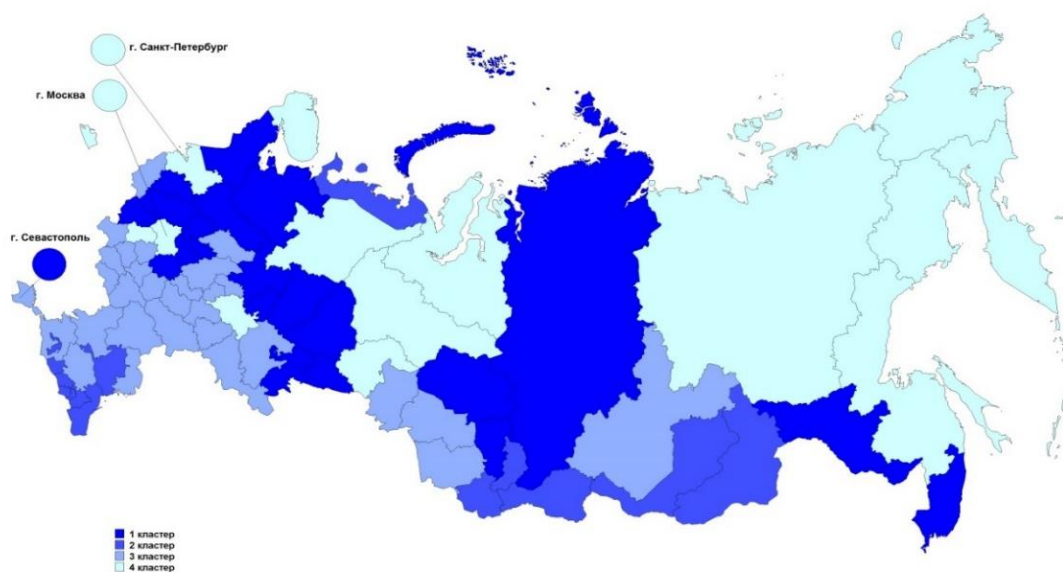 г. Санкт-Петербург
г. Москва
г. Севастополь
1 кластер
2 кластер
3 кластер
4 кластер